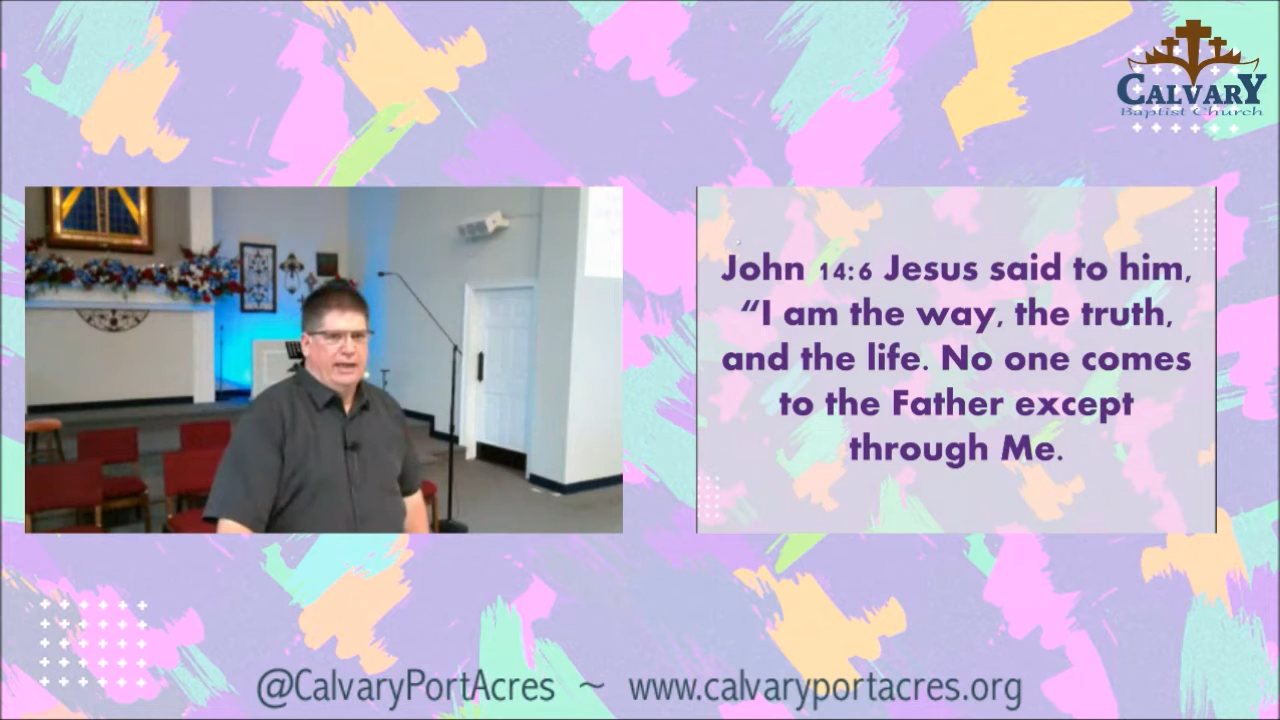 CALVARY
Baptist Church
John 14:6 Jesus said to him,
“I am the way, the truth,
and the life. No one comes
to the Father except
through Me.
@CalvaryPortAcres ~ www.calvaryportacres.org